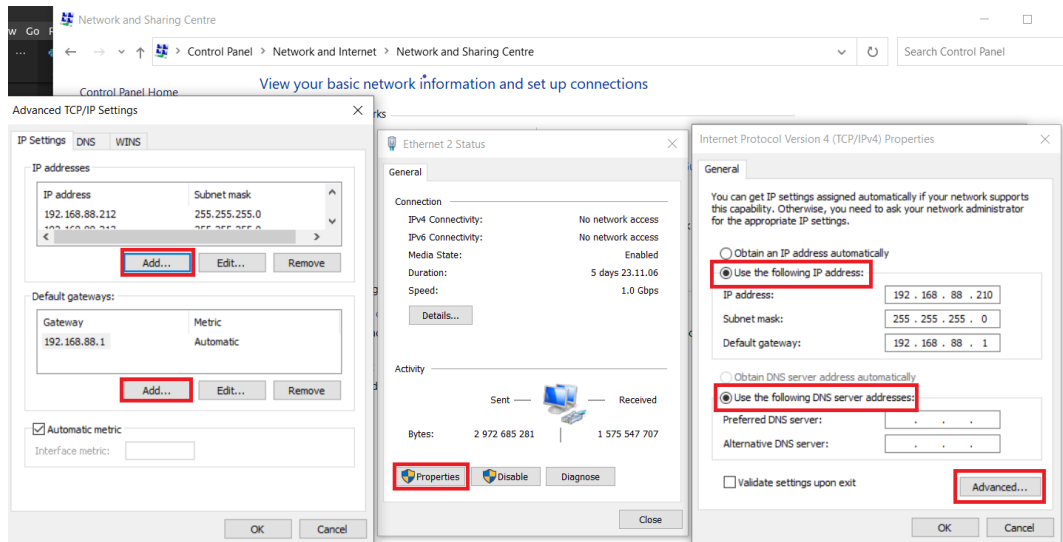 w Go
Network and Sharing Centre
Control Panel > Network and Internet > Network and Sharing Centre
Search Control Panel
Control Panel Home
View your basic network information and set up connections
Advanced TCP/IP Settings
IP Settings DNS WINS
IP addresses
IP address Subnet mask
192.168.88.212 255.255.255.0
Add... Edit... Remove
Default gateways:
Gateway Metric
192.168.88.1 Automatic
Add... Edit... Remove
Automatic metric
Interface metric:
OK Cancel
Ethernet 2 Status
General
Connection
IPv4 Connectivity: No network access
IPv6 Connectivity: No network access
Media State: Enabled
Duration: 5 days 23.11.06
Speed: 1.0 Gbps
Details...
Activity
Sent — — Received
Bytes: 2 972 685 281 | 1 575 547 707
Properties Disable Diagnose
Close
Internet Protocol Version 4 (TCP/IPv4) Properties
General
You can get IP settings assigned automatically if your network supports
this capability. Otherwise, you need to ask your network administrator
for the appropriate IP settings.
Obtain an IP address automatically
Use the following IP address:
IP address: 192 . 168 . 88 . 210
Subnet mask: 255 . 255 . 255 . 0
Default gateway: 192 . 168 . 88 . 1
Obtain DNS server address automatically
Use the following DNS server addresses:
Preferred DNS server: . . .
Alternative DNS server: . . .
Validate settings upon exit
Advanced...
OK Cancel